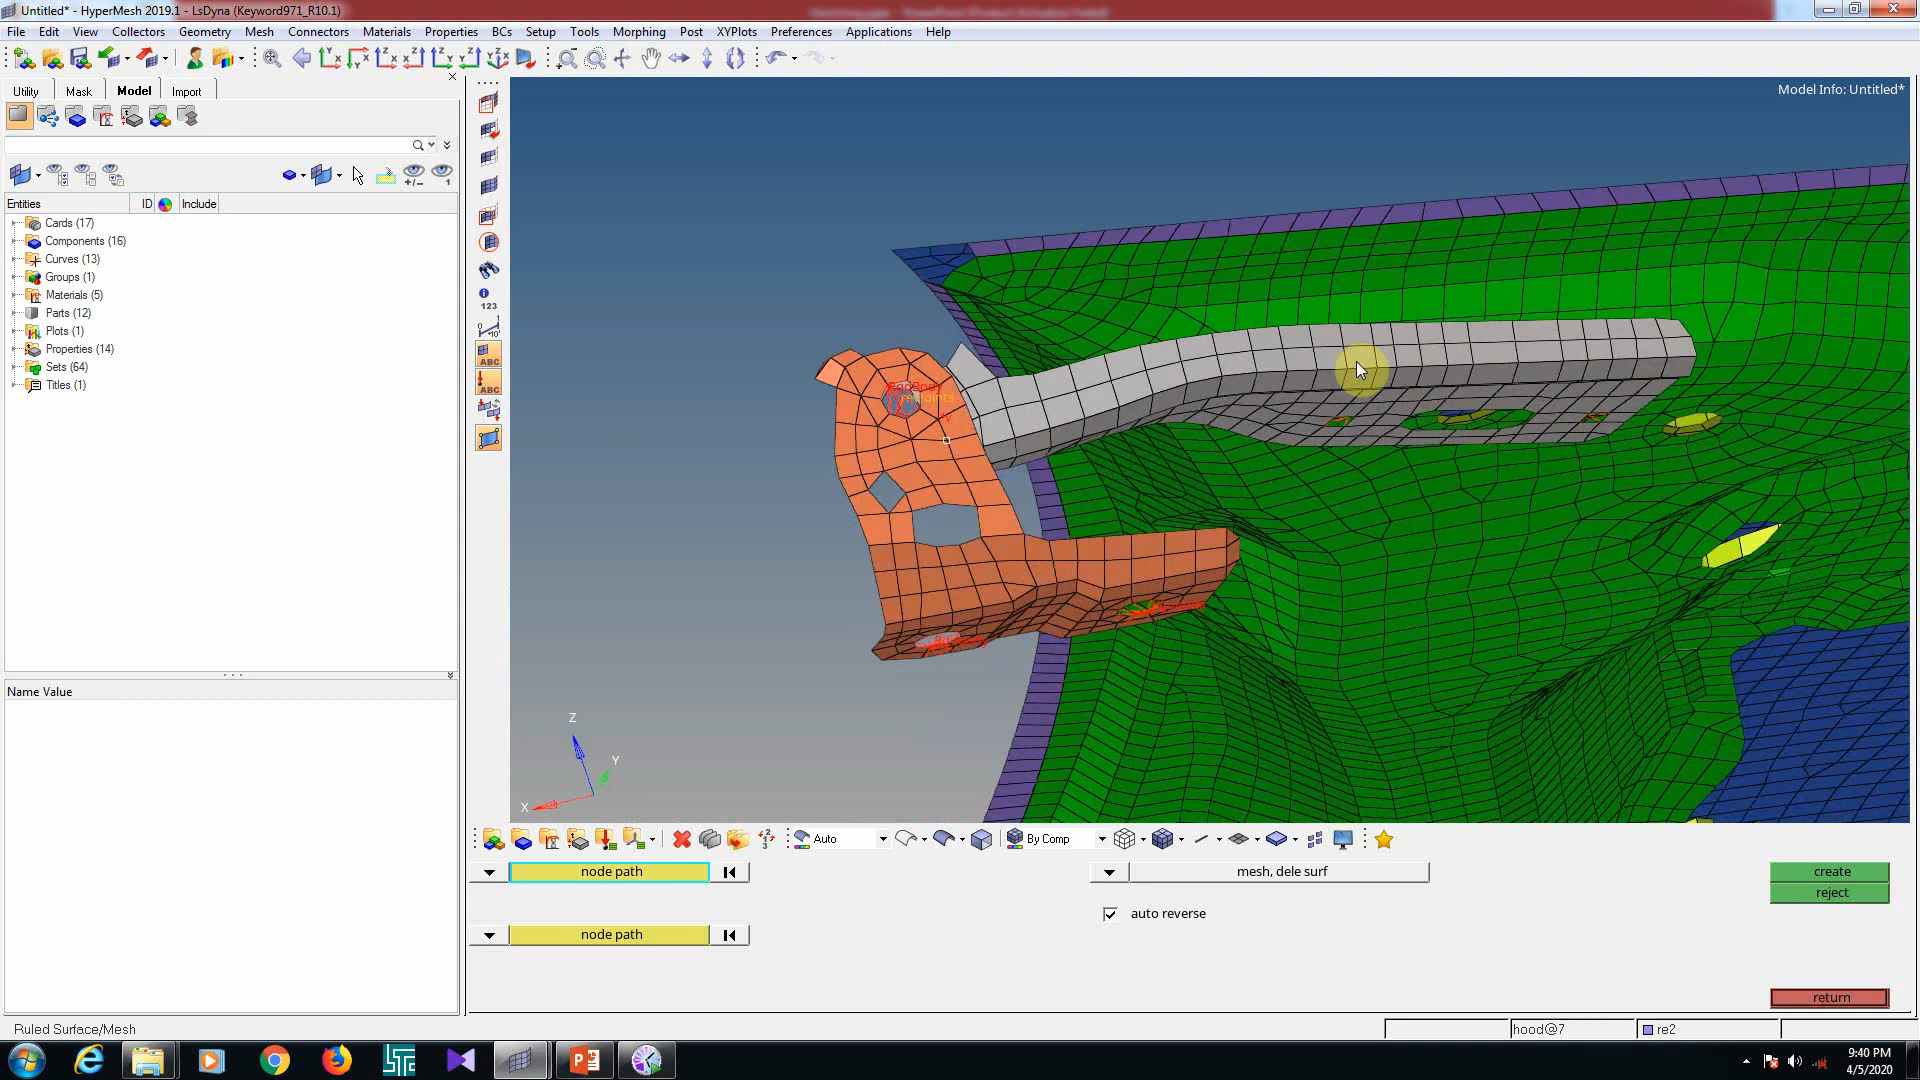 Untitled* - HyperMesh 2019.1 - LsDyna (Keyword971_R10.1)
File Edit View Collectors Geometry Mesh Connectors Materials Properties BCs Setup Tools Morphing Post XYPlots Preferences Applications Help
Utility Mask Model Import
Model Info: Untitled*
Entities ID Include
Cards (17)
Components (16)
Curves (13)
Groups (1)
Materials (5)
Parts (12)
Plots (1)
Properties (14)
Sets (64)
Titles (1)
123
ABC
ABC
Name Value
Z
Y
X
Auto
By Comp
node path
mesh, dele surf
create
reject
auto reverse
node path
return
Ruled Surface/Mesh
hood@7
re2
9:40 PM
4/5/2020